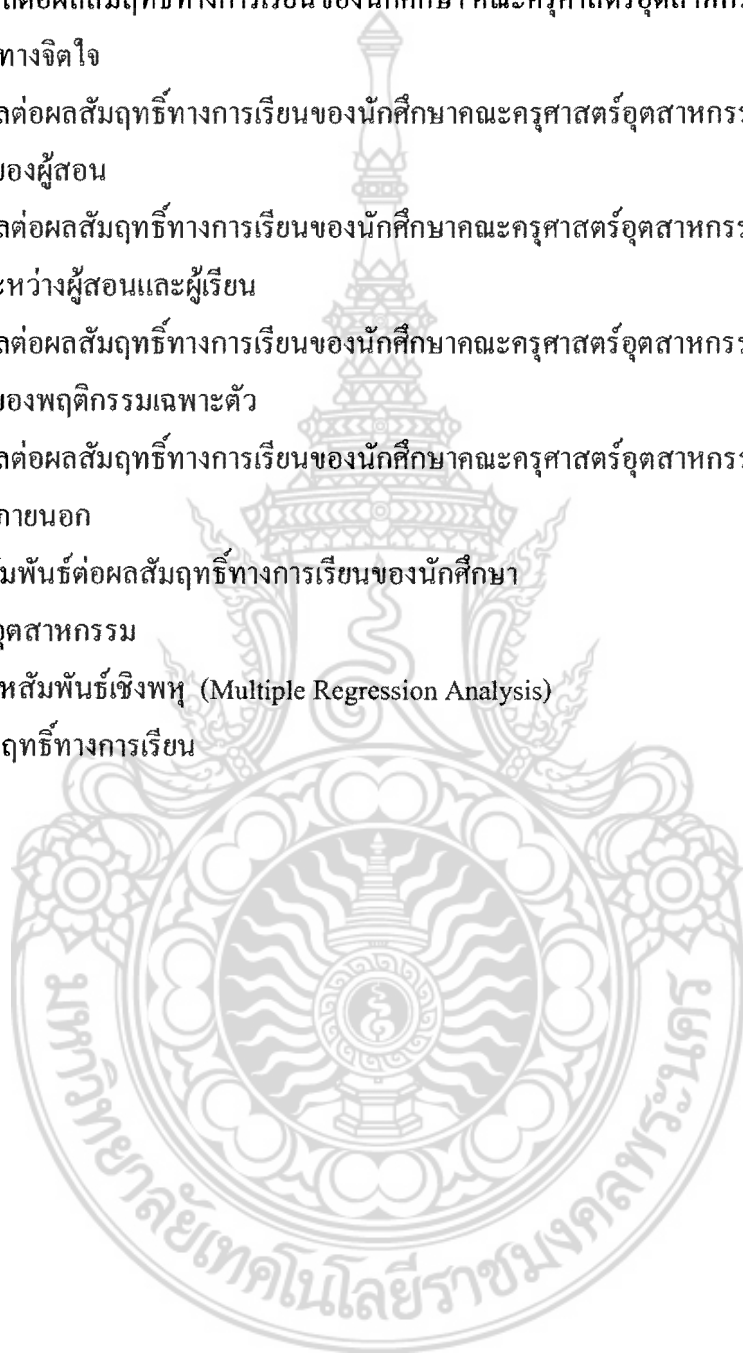 ลต่อผลสัมฤทธิ์ทางการเรียนของนักศึกษา คณะครุศาสตร์อุตสาหกร
ทางจิตใจ
ลต่อผลสัมฤทธิ์ทางการเรียนของนักศึกษาคณะครุศาสตร์อุตสาหกรร
ของผู้สอน
ลต่อผลสัมฤทธิ์ทางการเรียนของนักศึกษาคณะครุศาสตร์อุตสาหกรร
ะหว่างผู้สอนและผู้เรียน
ลต่อผลสัมฤทธิ์ทางการเรียนของนักศึกษาคณะครุศาสตร์อุตสาหกรร
ของพฤติกรรมเฉพาะตัว
ลต่อผลสัมฤทธิ์ทางการเรียนของนักศึกษาคณะครุศาสตร์อุตสาหกรร
ภายนอก
ัมพันธ์ต่อผลสัมฤทธิ์ทางการเรียนของนักศึกษา
อุตสาหกรรม
หสัมพันธ์เชิงพหุ (Multiple Regression Analysis)
ฤทธิ์ทางการเรียน
มหาวิทยาลัยเทคโนโลยีราชมงคลพระนคร